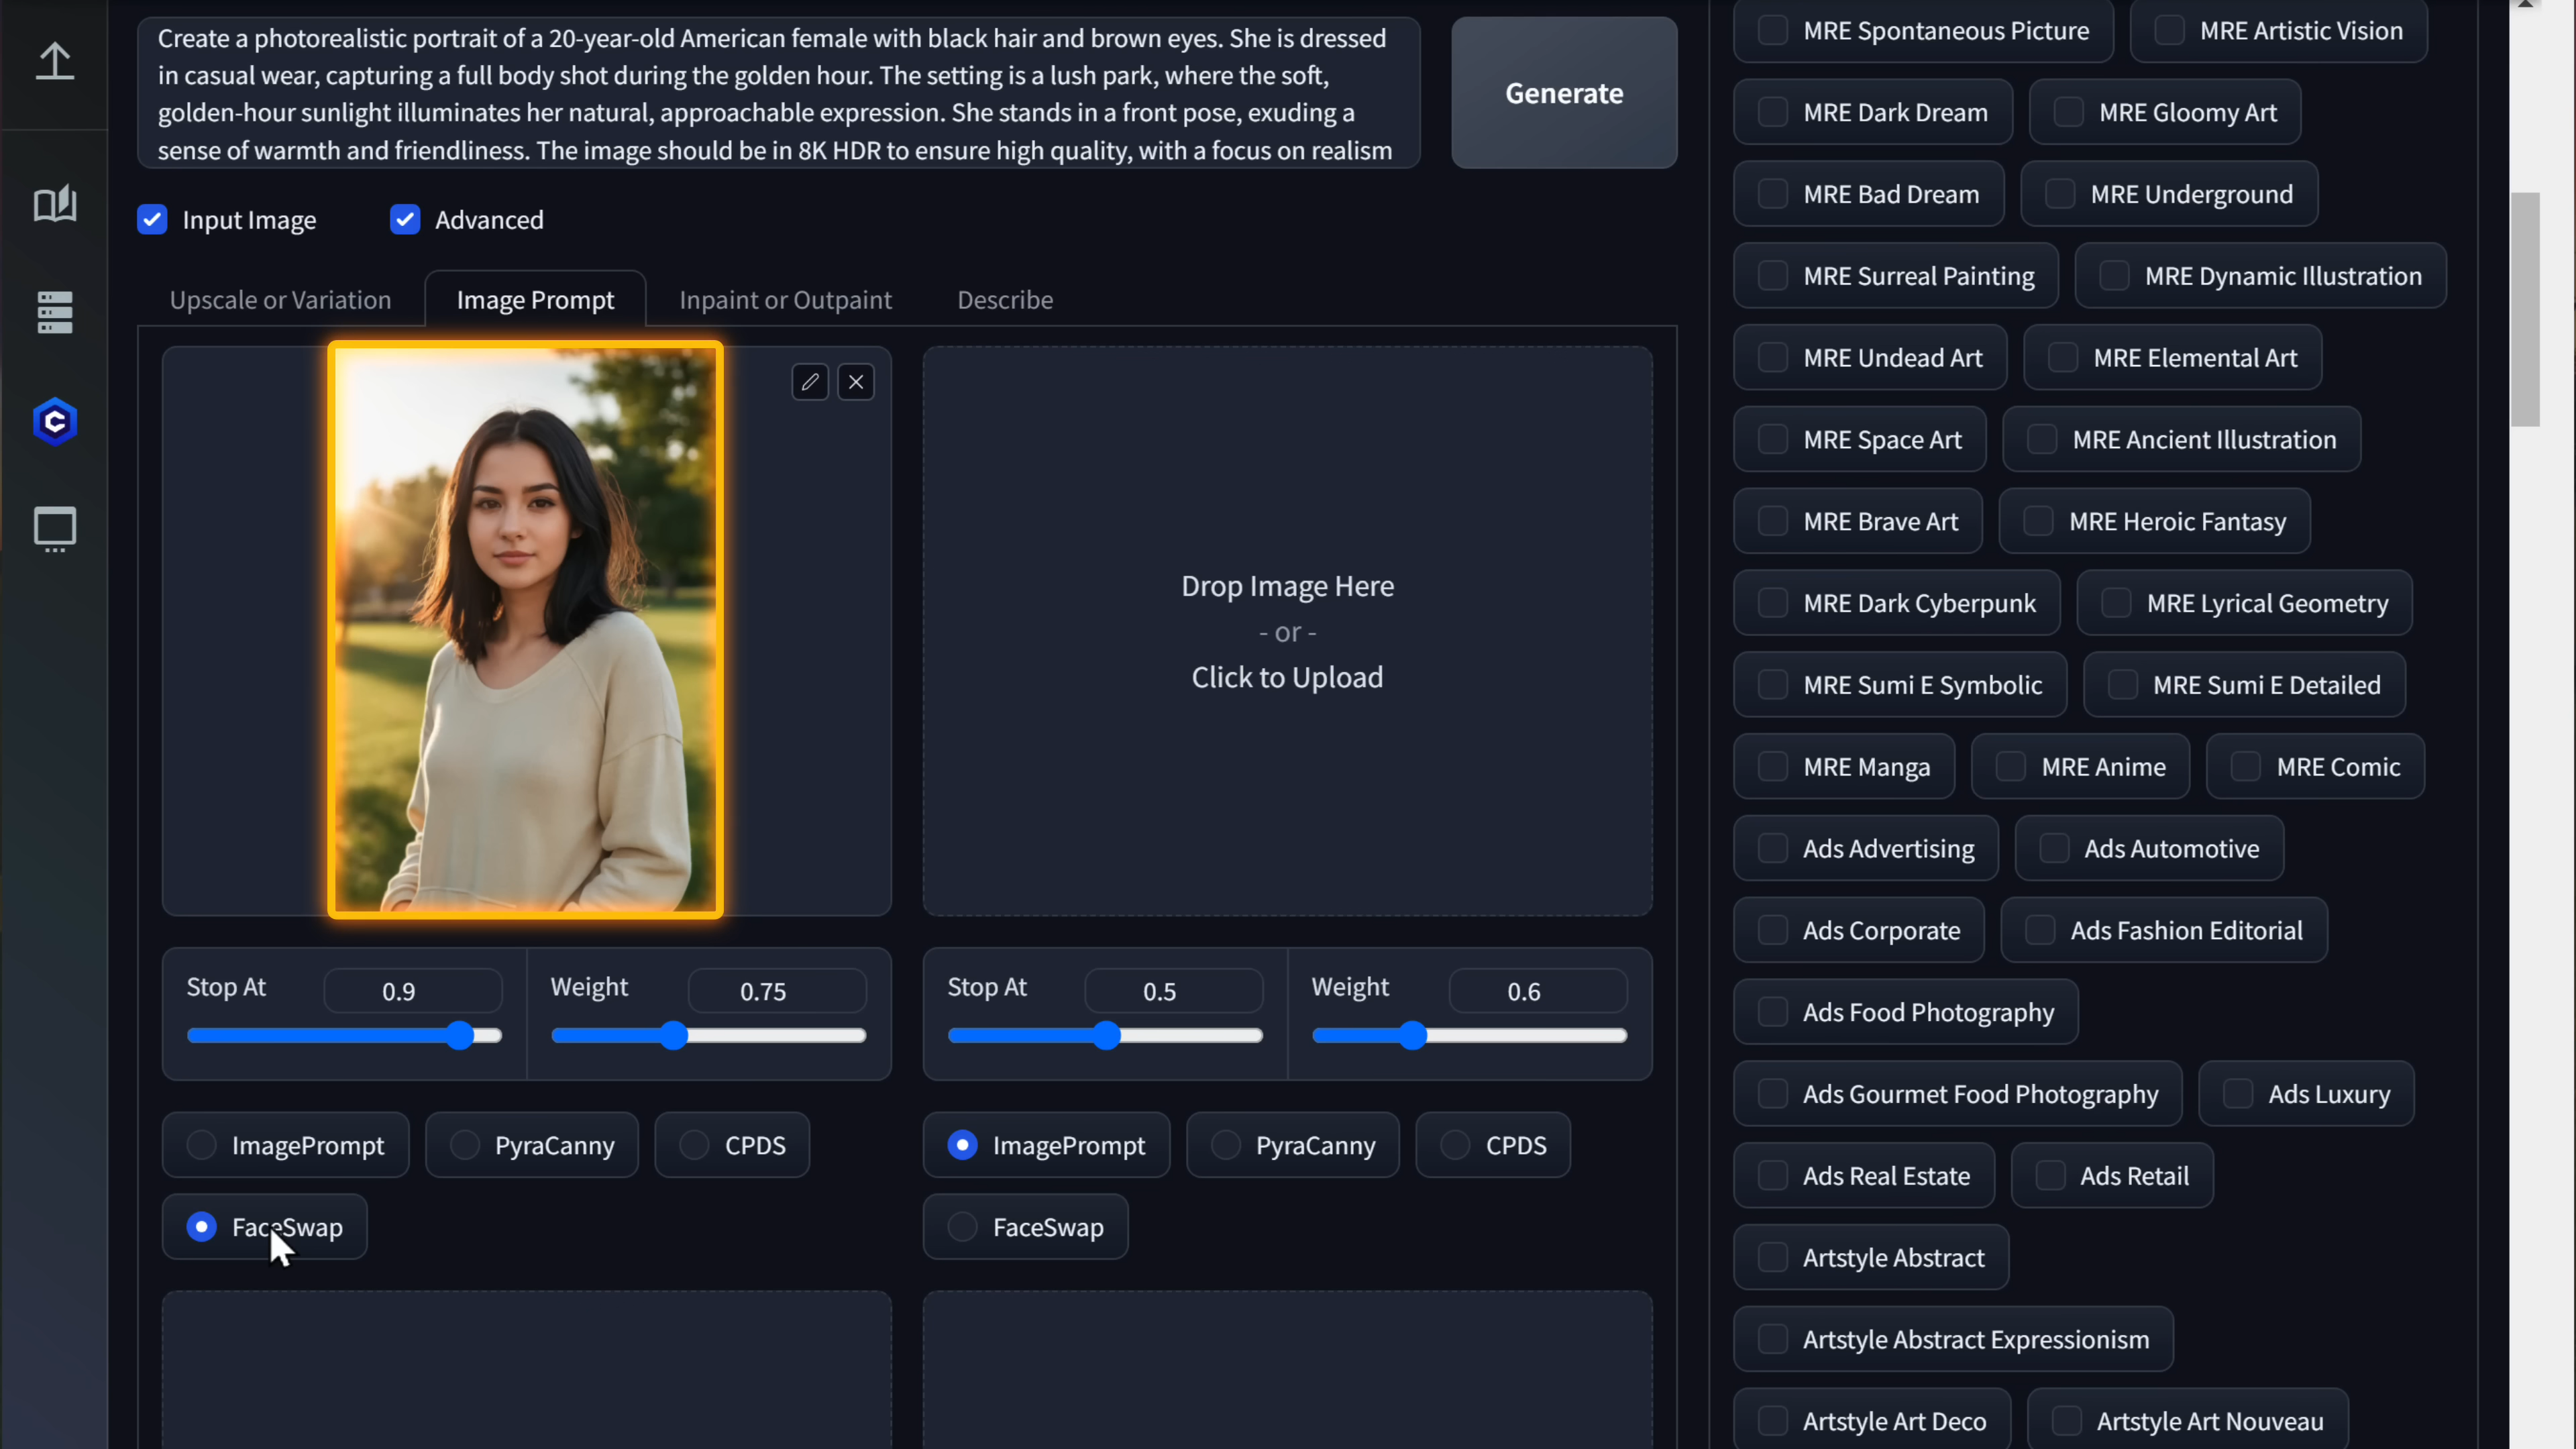 Create a photorealistic portrait of a 20-year-old American female with black hair and brown eyes. She is dressed
in casual wear, capturing a full body shot during the golden hour. The setting is a lush park, where the soft,
golden-hour sunlight illuminates her natural, approachable expression. She stands in a front pose, exuding a
sense of warmth and friendliness. The image should be in 8K HDR to ensure high quality, with a focus on realism
Generate
Input Image
Advanced
Upscale or Variation
Image Prompt
Inpaint or Outpaint
Describe
Drop Image Here
- or -
Click to Upload
Stop At
0.9
Weight
0.75
Stop At
0.5
Weight
0.6
ImagePrompt
PyraCanny
CPDS
FaceSwap
ImagePrompt
PyraCanny
CPDS
FaceSwap
MRE Spontaneous Picture
MRE Artistic Vision
MRE Dark Dream
MRE Gloomy Art
MRE Bad Dream
MRE Underground
MRE Surreal Painting
MRE Dynamic Illustration
MRE Undead Art
MRE Elemental Art
MRE Space Art
MRE Ancient Illustration
MRE Brave Art
MRE Heroic Fantasy
MRE Dark Cyberpunk
MRE Lyrical Geometry
MRE Sumi E Symbolic
MRE Sumi E Detailed
MRE Manga
MRE Anime
MRE Comic
Ads Advertising
Ads Automotive
Ads Corporate
Ads Fashion Editorial
Ads Food Photography
Ads Gourmet Food Photography
Ads Luxury
Ads Real Estate
Ads Retail
Artstyle Abstract
Artstyle Abstract Expressionism
Artstyle Art Deco
Artstyle Art Nouveau